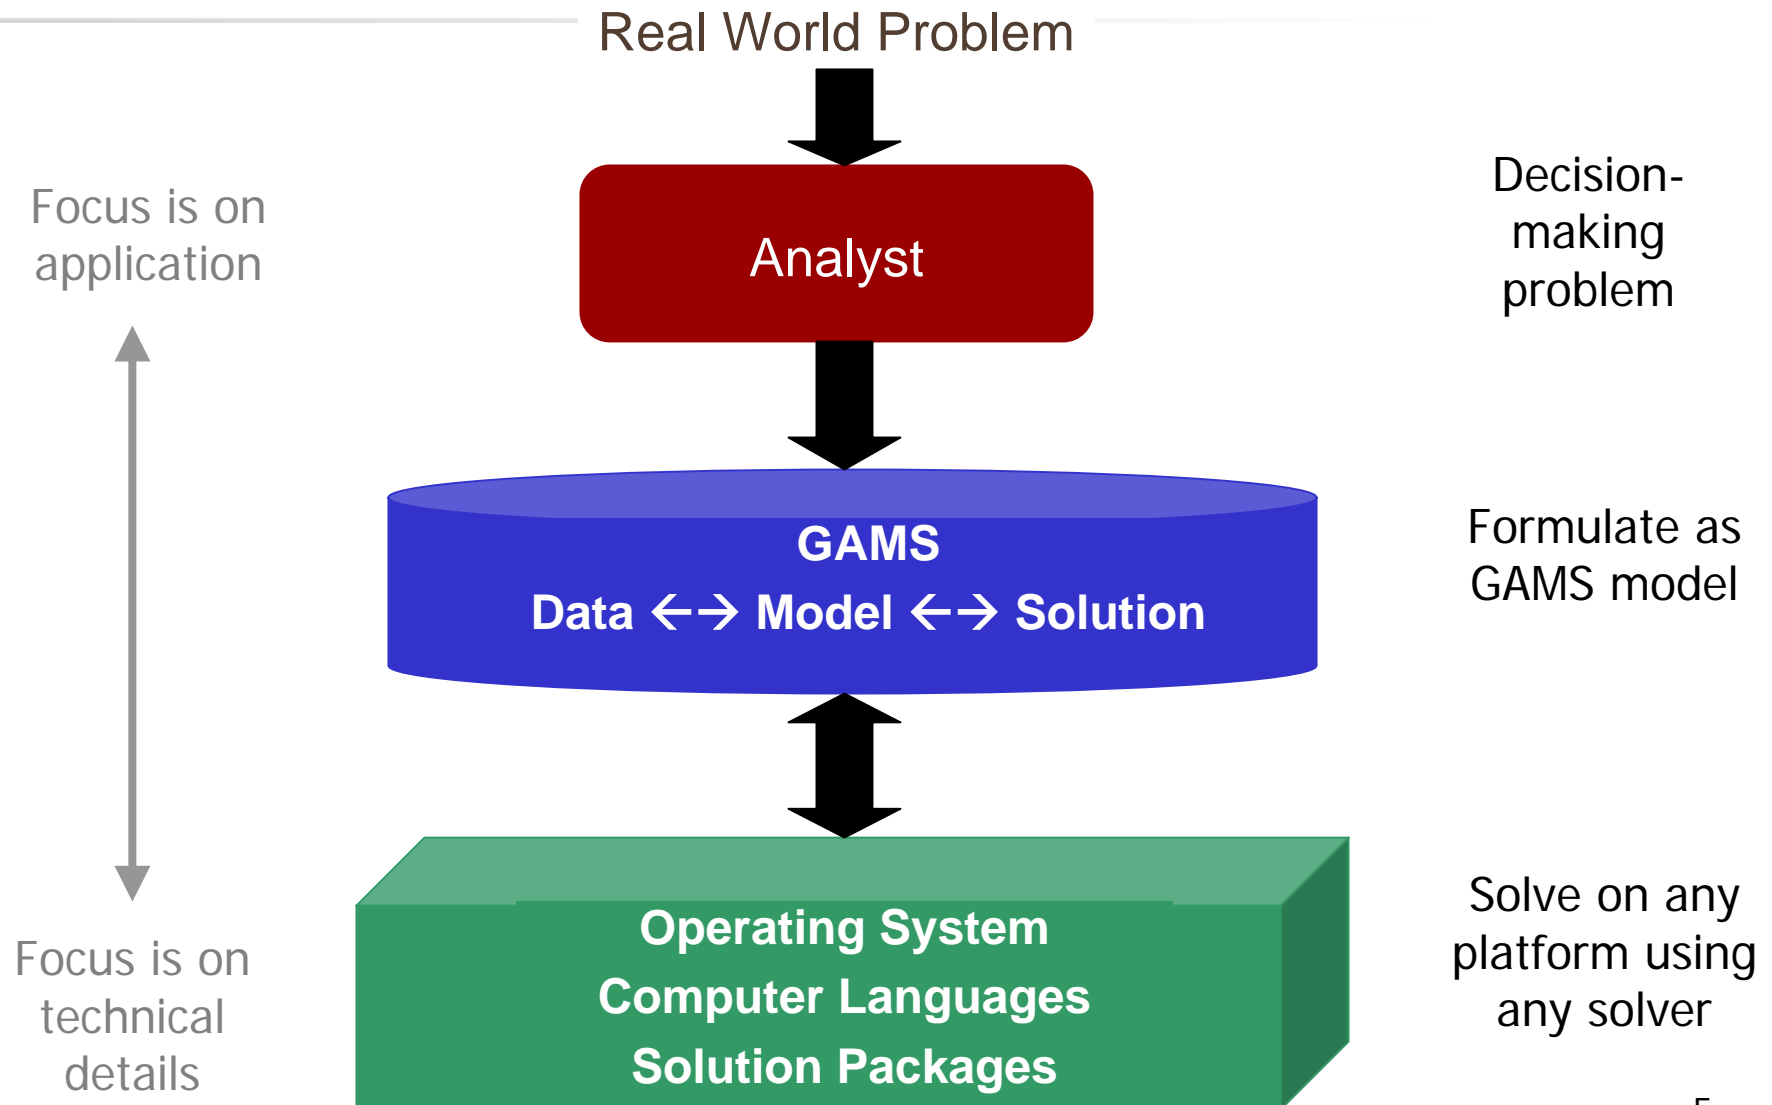 Real World Problem
Focus is on
application
Analyst
Decision-
making
problem
GAMS
Data ←→ Model ←→ Solution
Formulate as
GAMS model
Focus is on
technical
details
Operating System
Computer Languages
Solution Packages
Solve on any
platform using
any solver